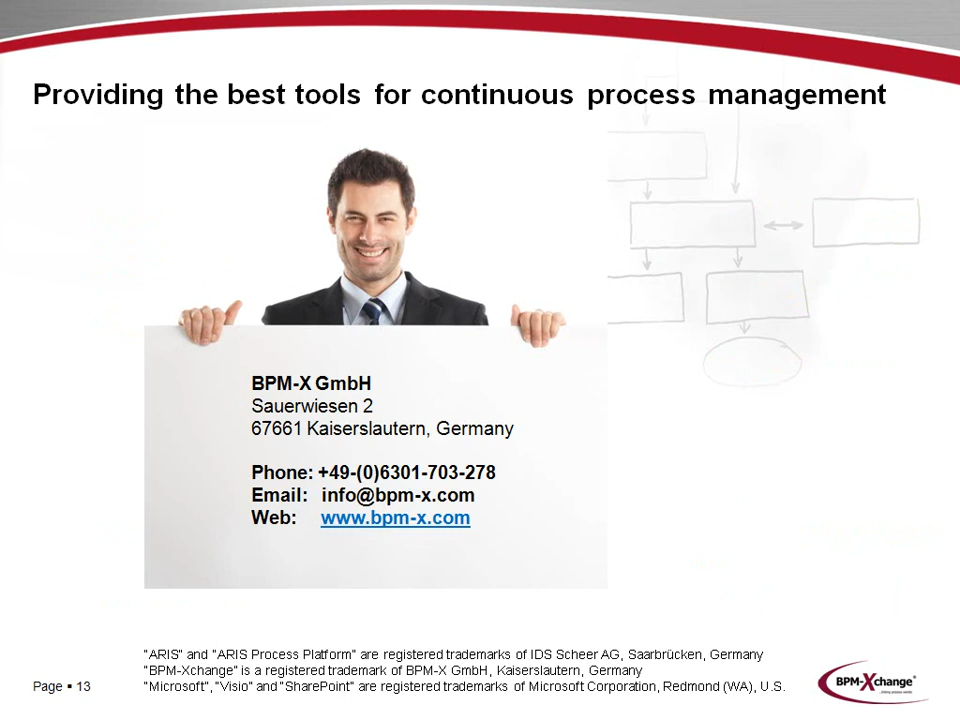 Providing the best tools for continuous process management
BPM-X GmbH
Sauerwiesen 2
67661 Kaiserslautern, Germany
Phone: +49-(0)6301-703-278
Email: info@bpm-x.com
Web: www.bpm-x.com
"ARIS" and "ARIS Process Platform" are registered trademarks of IDS Scheer AG, Saarbrücken, Germany
"BPM-Xchange" is a registered trademark of BPM-X GmbH, Kaiserslautern, Germany
"Microsoft", "Visio" and "SharePoint" are registered trademarks of Microsoft Corporation, Redmond (WA), U.S.
Page ▪ 13
BPM-Xchange®